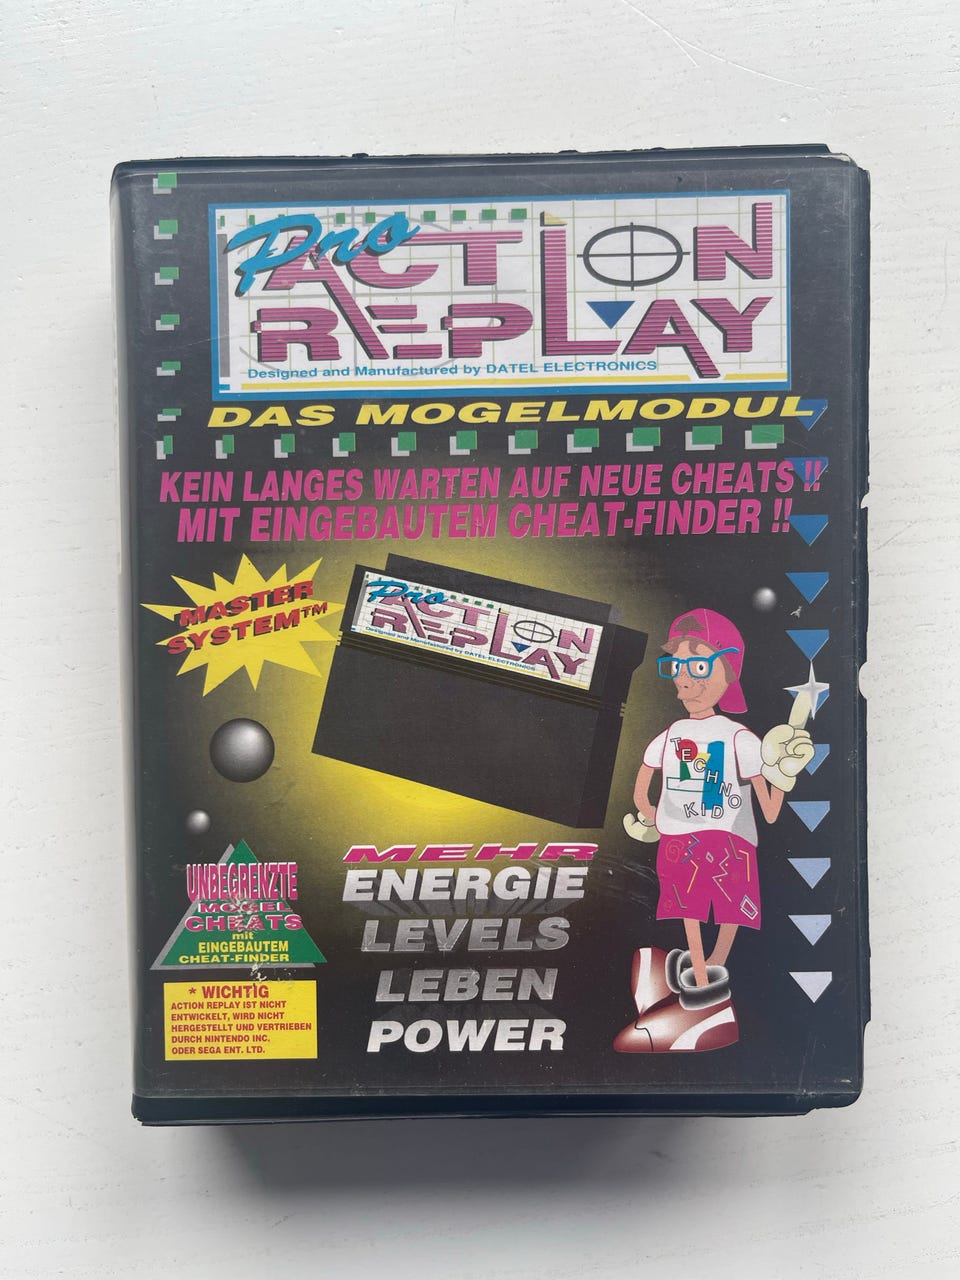 Pro
ACTION
REPLAY
Designed and Manufactured by DATEL ELECTRONICS
DAS MOGELMODUL
KEIN LANGES WARTEN AUF NEUE CHEATS !!
MIT EINGEBAUTEM CHEAT-FINDER !!
MASTER
SYSTEM™
Pro
ACTION
REPLAY
Designed and Manufactured by DATEL ELECTRONICS
TECHNO
KID
MEHR
ENERGIE
LEVELS
LEBEN
POWER
UNBEGRENZTE
MOGEL
CHEATS
mit
EINGEBAUTEM
CHEAT-FINDER
* WICHTIG
ACTION REPLAY IST NICHT
ENTWICKELT, WIRD NICHT
HERGESTELLT UND VERTRIEBEN
DURCH NINTENDO INC.
ODER SEGA ENT. LTD.